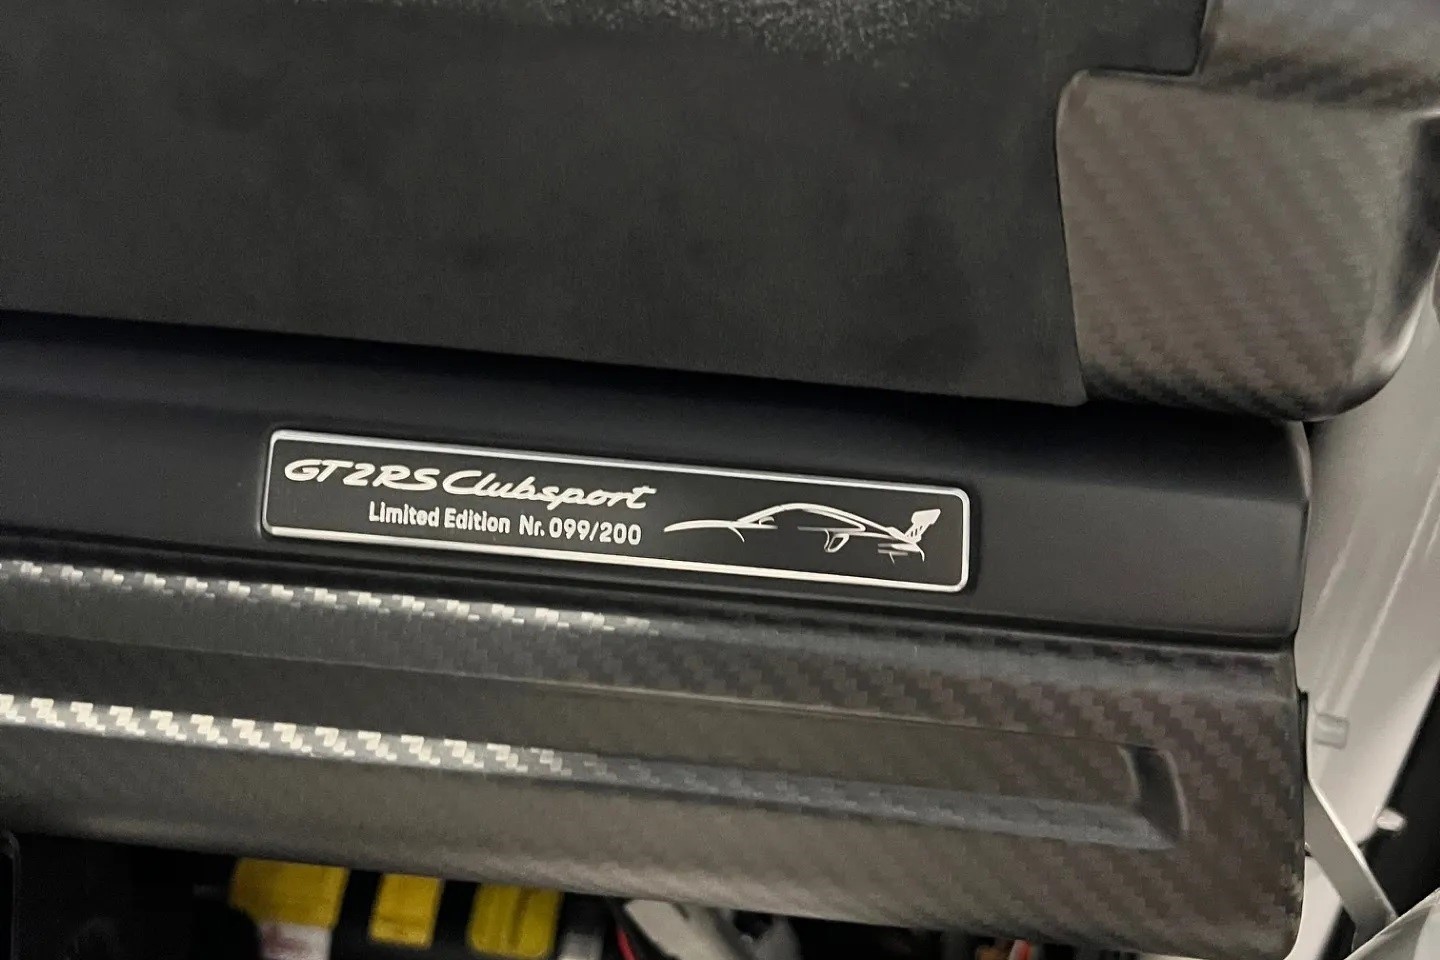 GT2RS Clubsport
Limited Edition Nr. 099/200